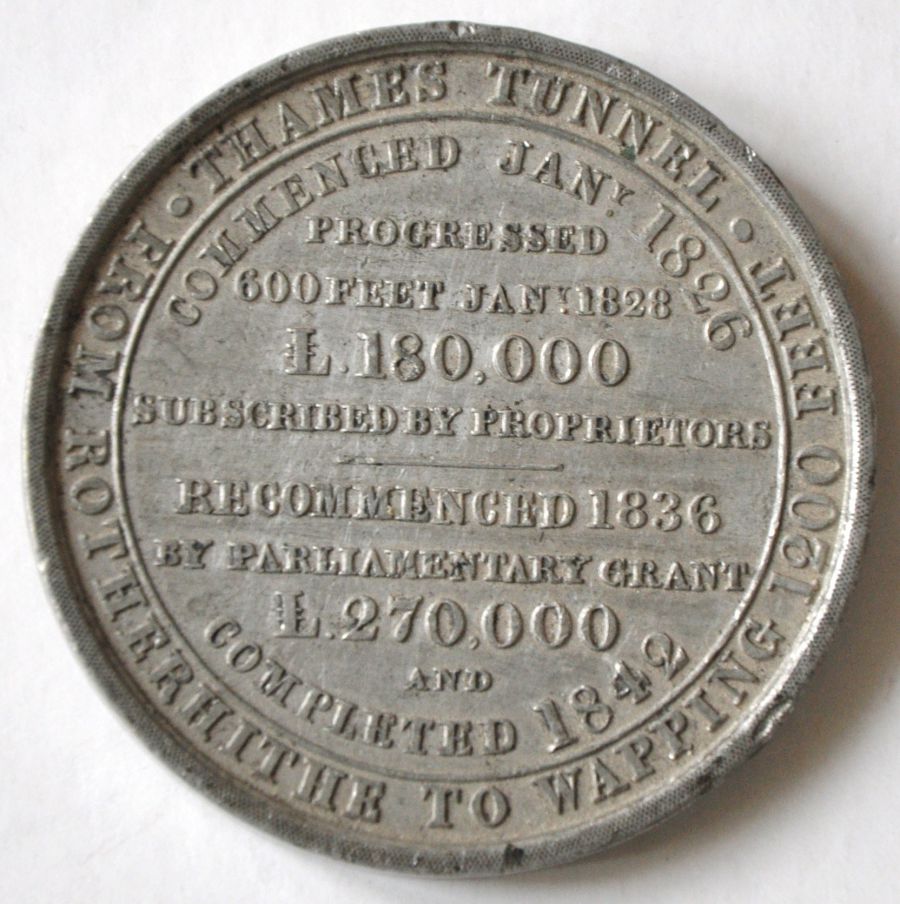 THAMES TUNNEL
FROM ROTHERHITHE TO WAPPING 1200 FEET
COMMENCED JANY. 1826
PROGRESSED
600 FEET JANY. 1828
L.180,000
SUBSCRIBED BY PROPRIETORS
RECOMMENCED 1836
BY PARLIAMENTARY GRANT
L.270,000
AND
COMPLETED 1842